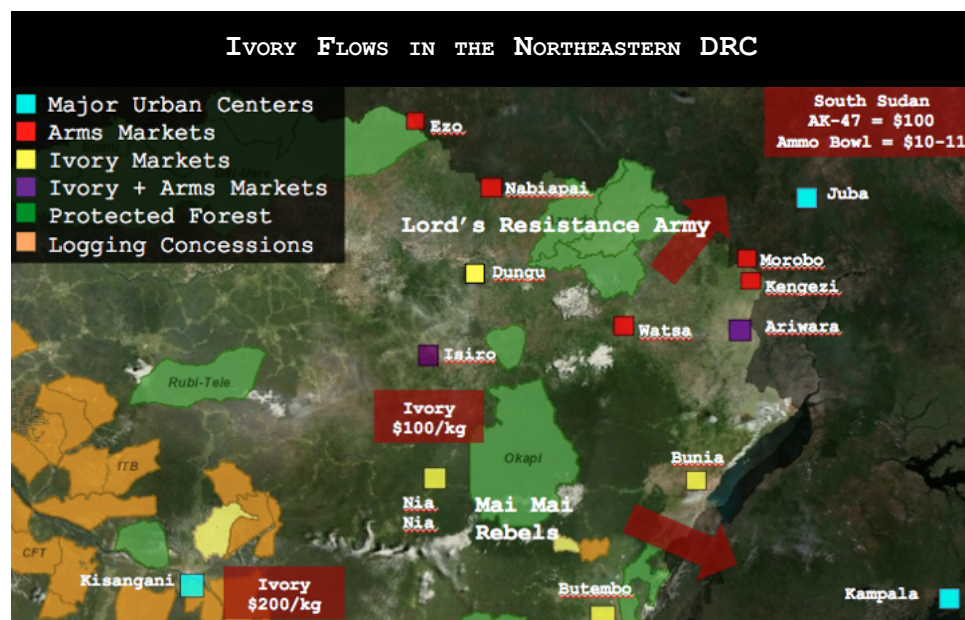 Ivory Flows in the Northeastern DRC
Major Urban Centers
Arms Markets
Ivory Markets
Ivory + Arms Markets
Protected Forest
Logging Concessions
South Sudan
AK-47 = $100
Ammo Bowl = $10-11
Ezo
Nabiapai
Juba
Lord's Resistance Army
Morobo
Dungu
Kengezi
Watsa
Ariwara
Isiro
Rubi-Tele
Ivory
$100/kg
Okapi
Bunia
ITB
Nia
Nia
Mai Mai
Rebels
CFT
Kisangani
Ivory
$200/kg
Butembo
Kampala